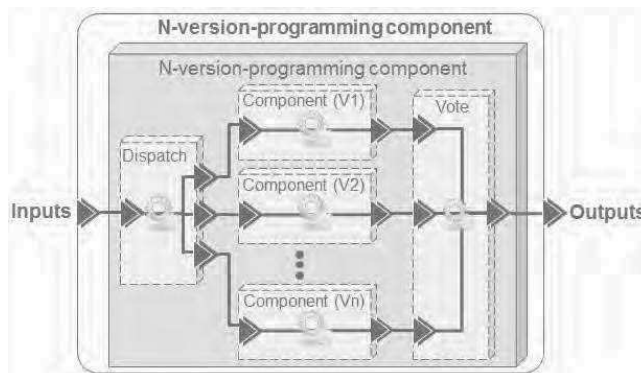 N-version-programming component
N-version-programming component
Component (V1)
Vote
Dispatch
Component (V2)
Inputs
Outputs
Component (Vn)